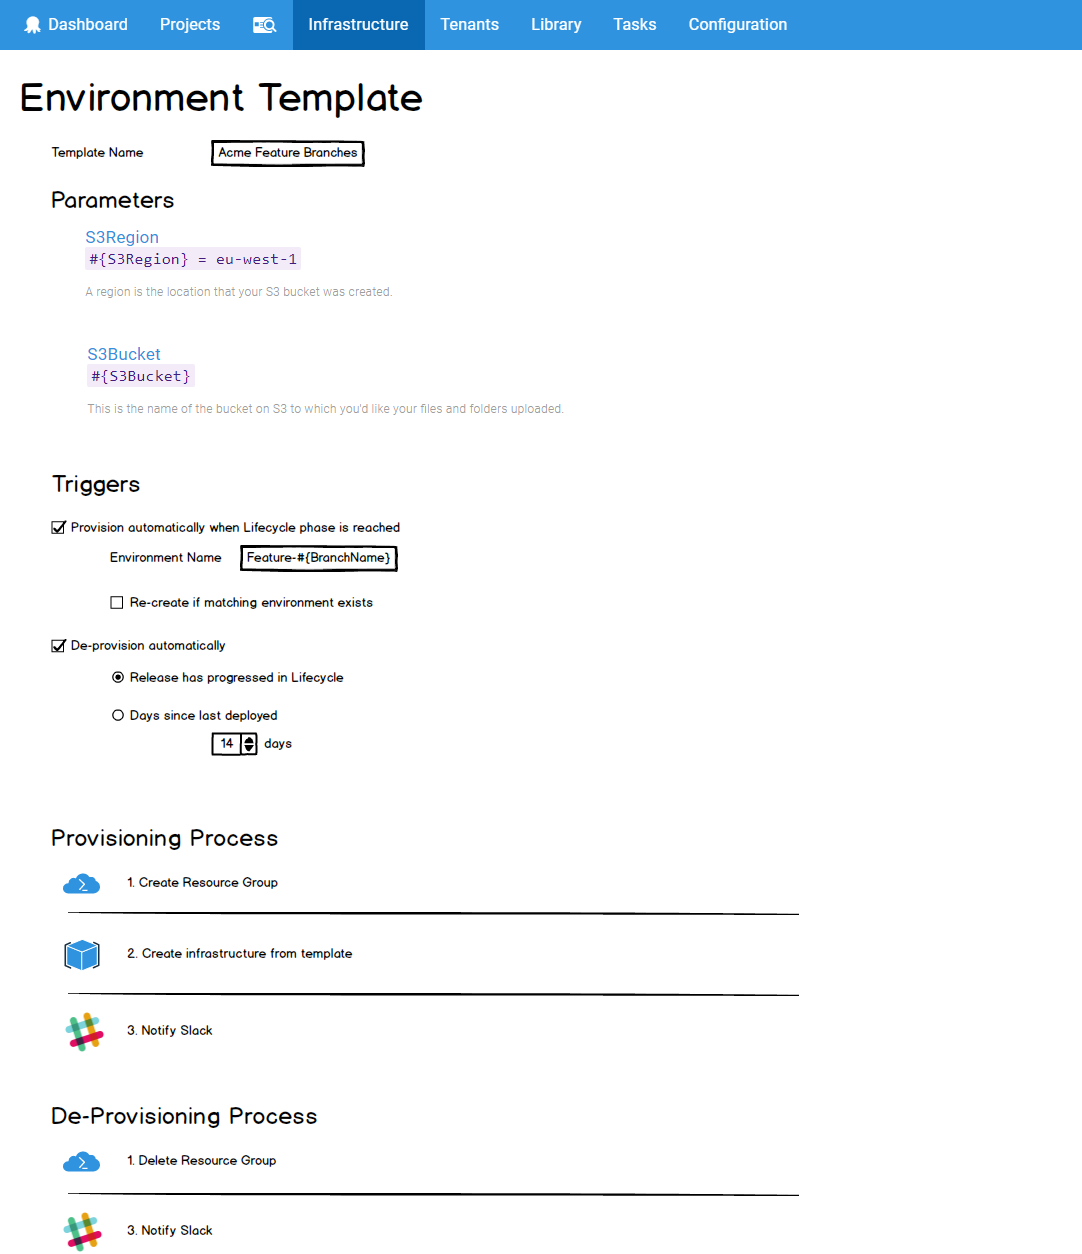 Dashboard Projects Infrastructure Tenants Library Tasks Configuration
Environment Template
Template Name Acme Feature Branches
Parameters
S3Region
#{S3Region} = eu-west-1
A region is the location that your S3 bucket was created.
S3Bucket
#{S3Bucket}
This is the name of the bucket on S3 to which you'd like your files and folders uploaded.
Triggers
Provision automatically when Lifecycle phase is reached
Environment Name Feature-#{BranchName}
Re-create if matching environment exists
De-provision automatically
Release has progressed in Lifecycle
Days since last deployed
14 days
Provisioning Process
1. Create Resource Group
2. Create infrastructure from template
3. Notify Slack
De-Provisioning Process
1. Delete Resource Group
3. Notify Slack